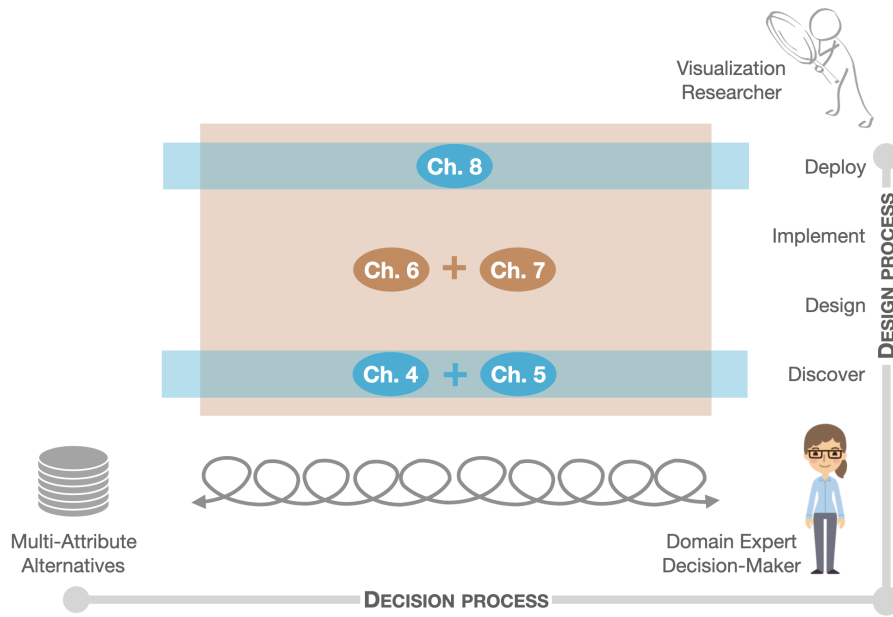 Visualization
Researcher
Ch. 8
Deploy
Implement
Ch. 6 + Ch. 7
Design
Ch. 4 + Ch. 5
Discover
DESIGN PROCESS
Multi-Attribute
Alternatives
Domain Expert
Decision-Maker
DECISION PROCESS